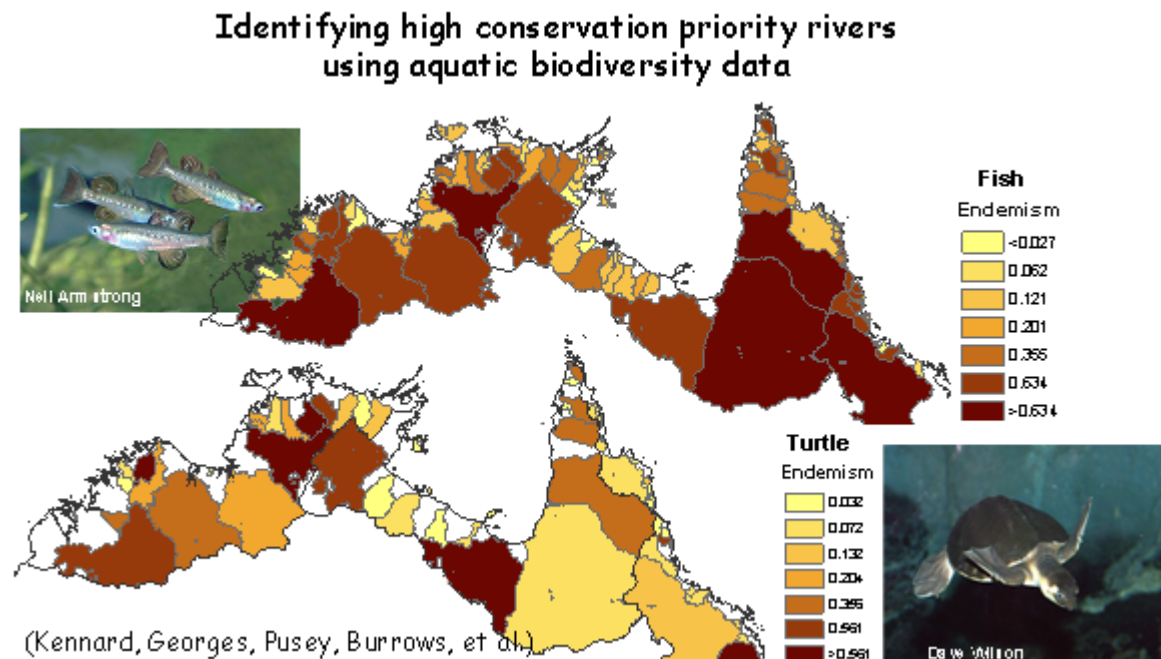 Identifying high conservation priority rivers
using aquatic biodiversity data
Neil Armstrong
Fish
Endemism
<0.027
0.062
0.121
0.201
0.355
0.634
>0.634
Turtle
Endemism
0.032
0.072
0.132
0.204
0.355
0.561
>0.561
(Kennard, Georges, Pusey, Burrows, et al.)
Dave Wilson